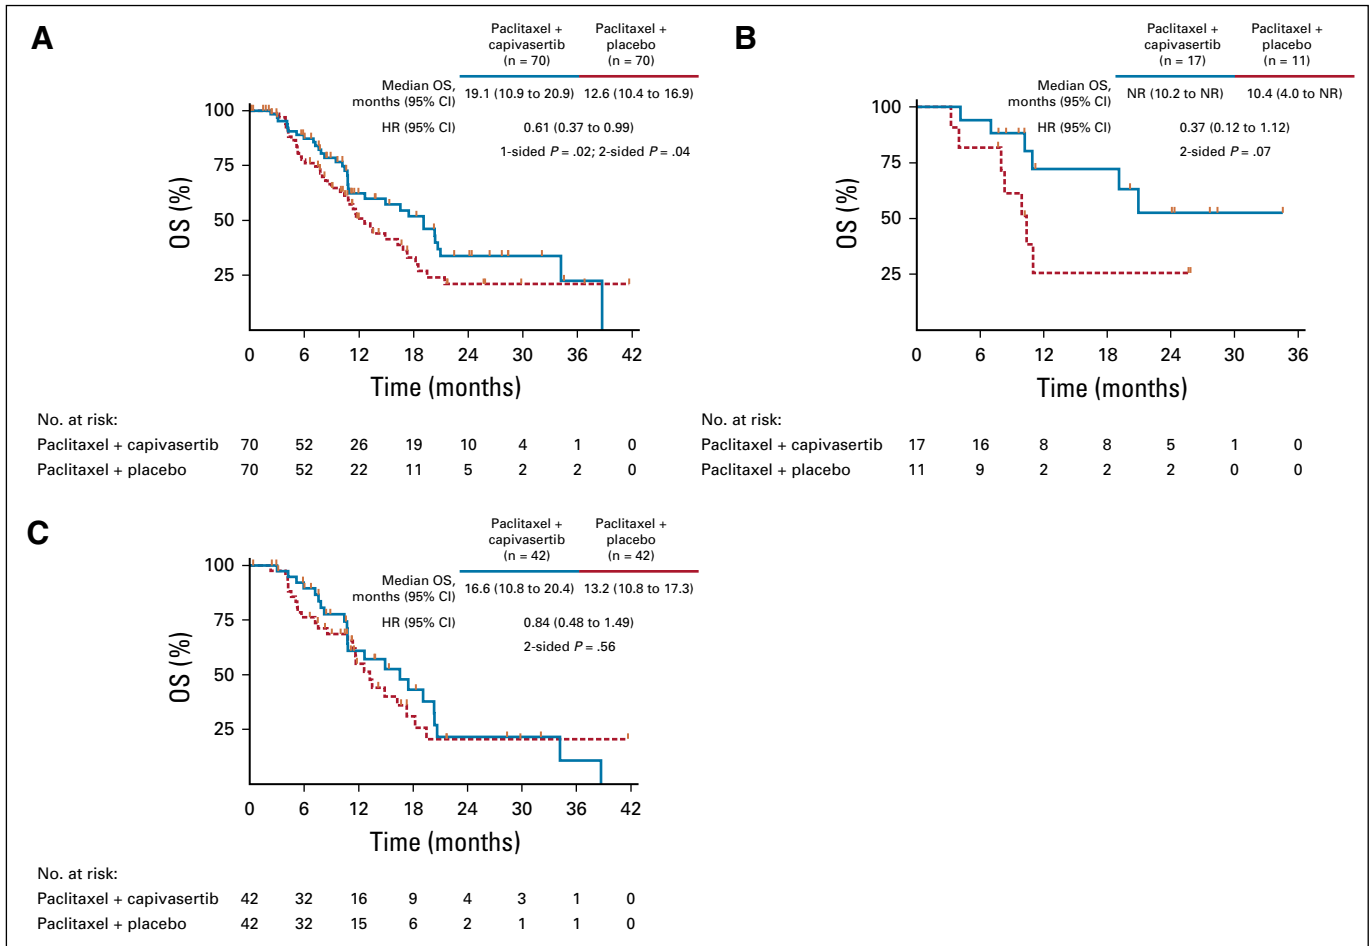 A
Paclitaxel + Paclitaxel +
capivasertib placebo
(n = 70) (n = 70)
Median OS,
months (95% CI) 19.1 (10.9 to 20.9) 12.6 (10.4 to 16.9)
HR (95% CI) 0.61 (0.37 to 0.99)
1-sided P = .02; 2-sided P = .04
100
75
50
25
OS (%)
0 6 12 18 24 30 36 42
Time (months)
No. at risk:
Paclitaxel + capivasertib 70 52 26 19 10 4 1 0
Paclitaxel + placebo 70 52 22 11 5 2 2 0
B
Paclitaxel + Paclitaxel +
capivasertib placebo
(n = 17) (n = 11)
Median OS,
months (95% CI) NR (10.2 to NR) 10.4 (4.0 to NR)
HR (95% CI) 0.37 (0.12 to 1.12)
2-sided P = .07
100
75
50
25
OS (%)
0 6 12 18 24 30 36
Time (months)
No. at risk:
Paclitaxel + capivasertib 17 16 8 8 5 1 0
Paclitaxel + placebo 11 9 2 2 2 0 0
C
Paclitaxel + Paclitaxel +
capivasertib placebo
(n = 42) (n = 42)
Median OS,
months (95% CI) 16.6 (10.8 to 20.4) 13.2 (10.8 to 17.3)
HR (95% CI) 0.84 (0.48 to 1.49)
2-sided P = .56
100
75
50
25
OS (%)
0 6 12 18 24 30 36 42
Time (months)
No. at risk:
Paclitaxel + capivasertib 42 32 16 9 4 3 1 0
Paclitaxel + placebo 42 32 15 6 2 1 1 0